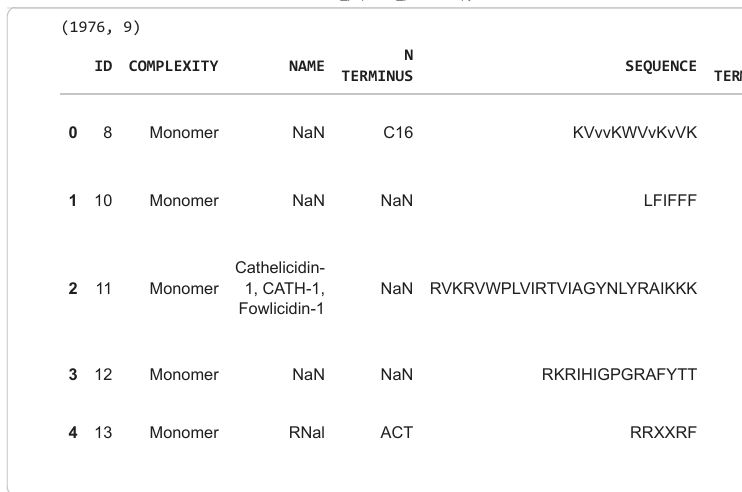 (1976, 9)
N
ID COMPLEXITY NAME SEQUENCE
TERMINUS
0 8 Monomer NaN C16 KVvvKWVvKvVK
1 10 Monomer NaN NaN LFIFFF
Cathelicidin-
2 11 Monomer 1, CATH-1, NaN RVKRVWPLVIRTVIAGYNLYRAIKKK
Fowlicidin-1
3 12 Monomer NaN NaN RKRIHIGPGRAFYTT
4 13 Monomer RNal ACT RRXXRF